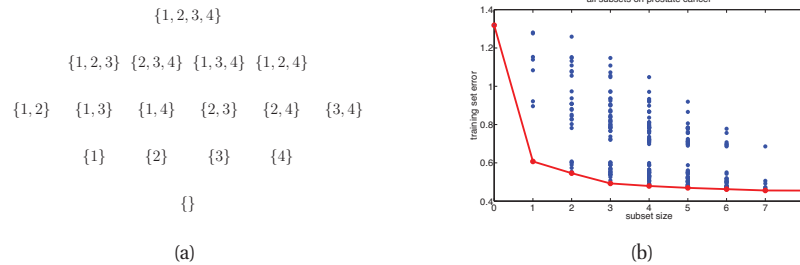 {1, 2, 3, 4}
{1, 2, 3} {2, 3, 4} {1, 3, 4} {1, 2, 4}
{1, 2} {1, 3} {1, 4} {2, 3} {2, 4} {3, 4}
{1} {2} {3} {4}
{}
(a)
all subsets on prostate cancer
1.4
1.2
1
0.8
0.6
0.4
training set error
0 1 2 3 4 5 6 7
subset size
(b)